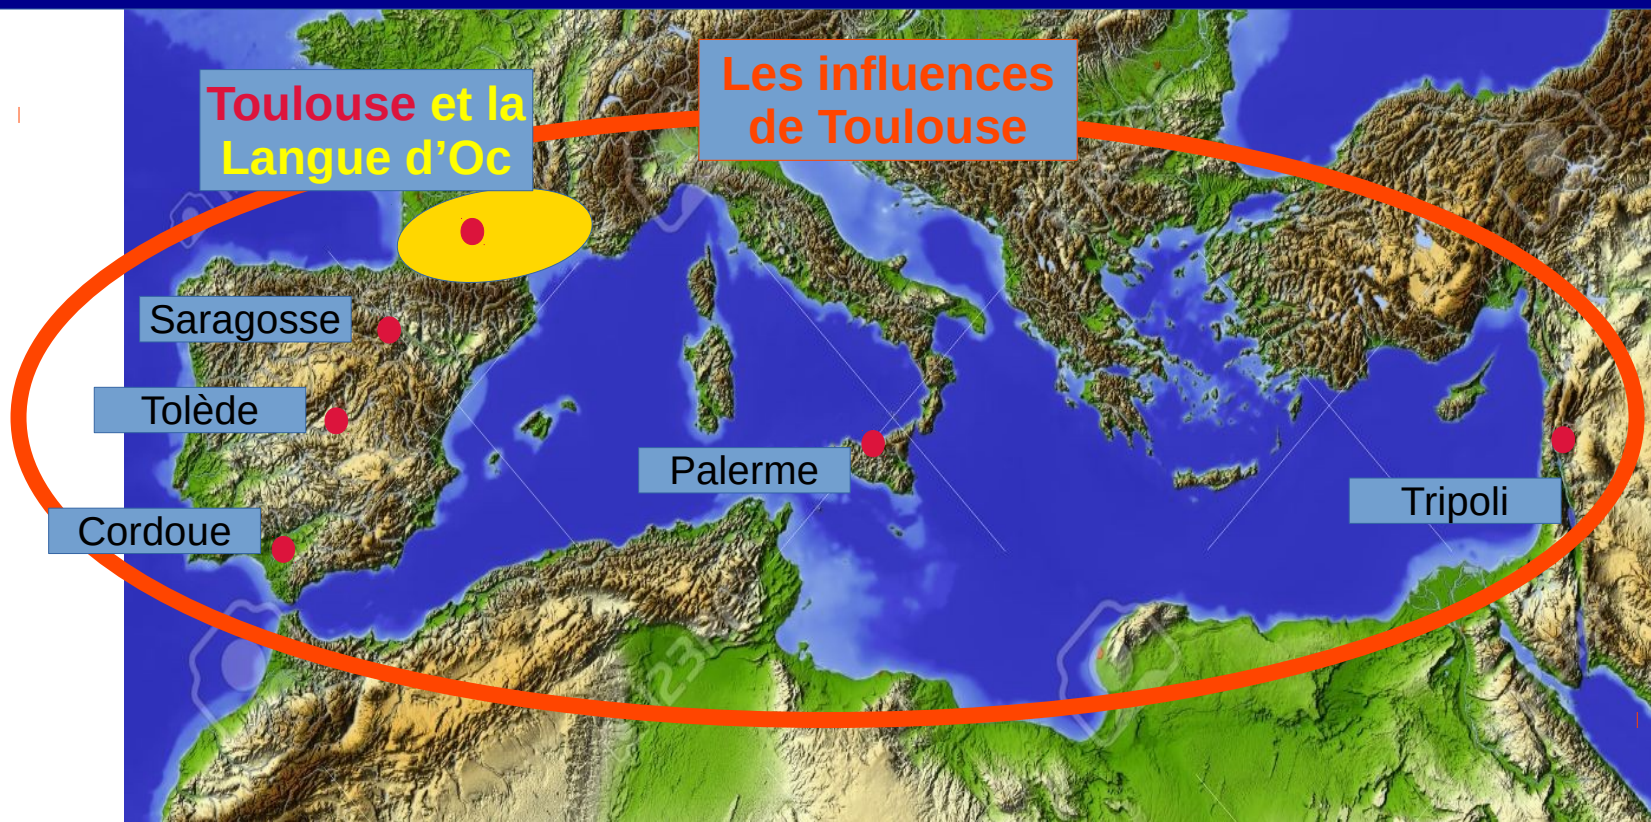 Les influences
de Toulouse
Toulouse et la
Langue d’Oc
Saragosse
Tolède
Cordoue
Palerme
Tripoli